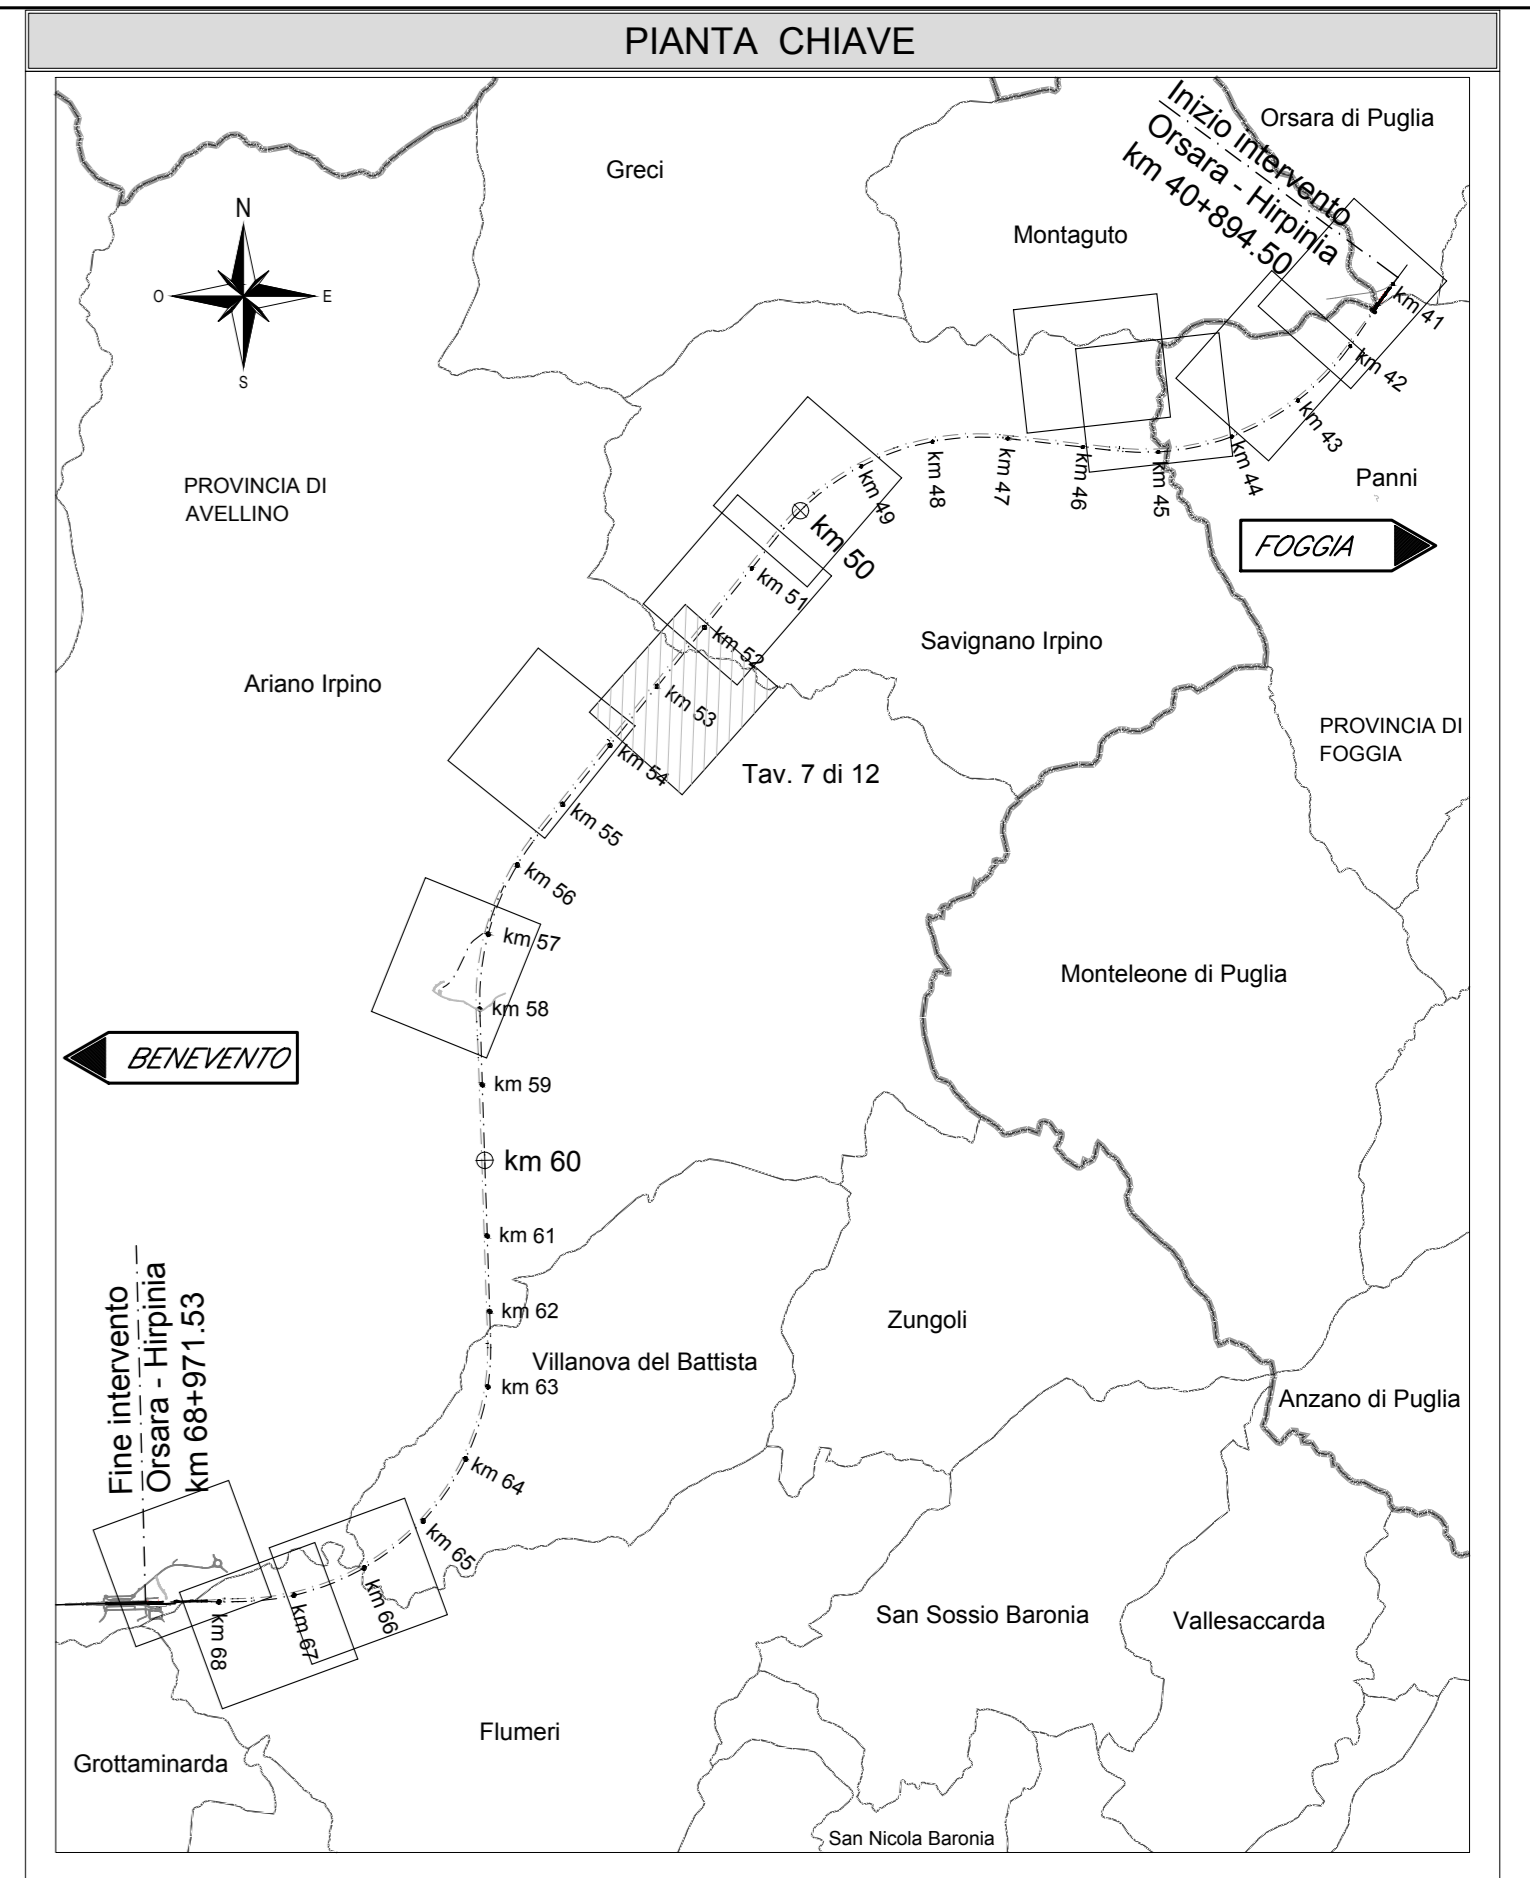 PIANTA CHIAVE
Inizio intervento
Orsara - Hirpinia
km 40+894.50
Orsara di Puglia
Greci
Montaguto
N
O
E
S
km 41
km 42
km 43
km 44
km 45
km 46
km 47
km 48
km 49
km 50
km 51
km 52
km 53
km 54
km 55
km 56
km 57
km 58
km 59
km 60
km 61
km 62
km 63
km 64
km 65
km 66
km 67
km 68
PROVINCIA DI
AVELLINO
Panni
FOGGIA
Savignano Irpino
Ariano Irpino
PROVINCIA DI
FOGGIA
Tav. 7 di 12
Monteleone di Puglia
BENEVENTO
Zungoli
Villanova del Battista
Anzano di Puglia
Fine intervento
Orsara - Hirpinia
km 68+971.53
San Sossio Baronia
Vallesaccarda
Flumeri
Grottaminarda
San Nicola Baronia